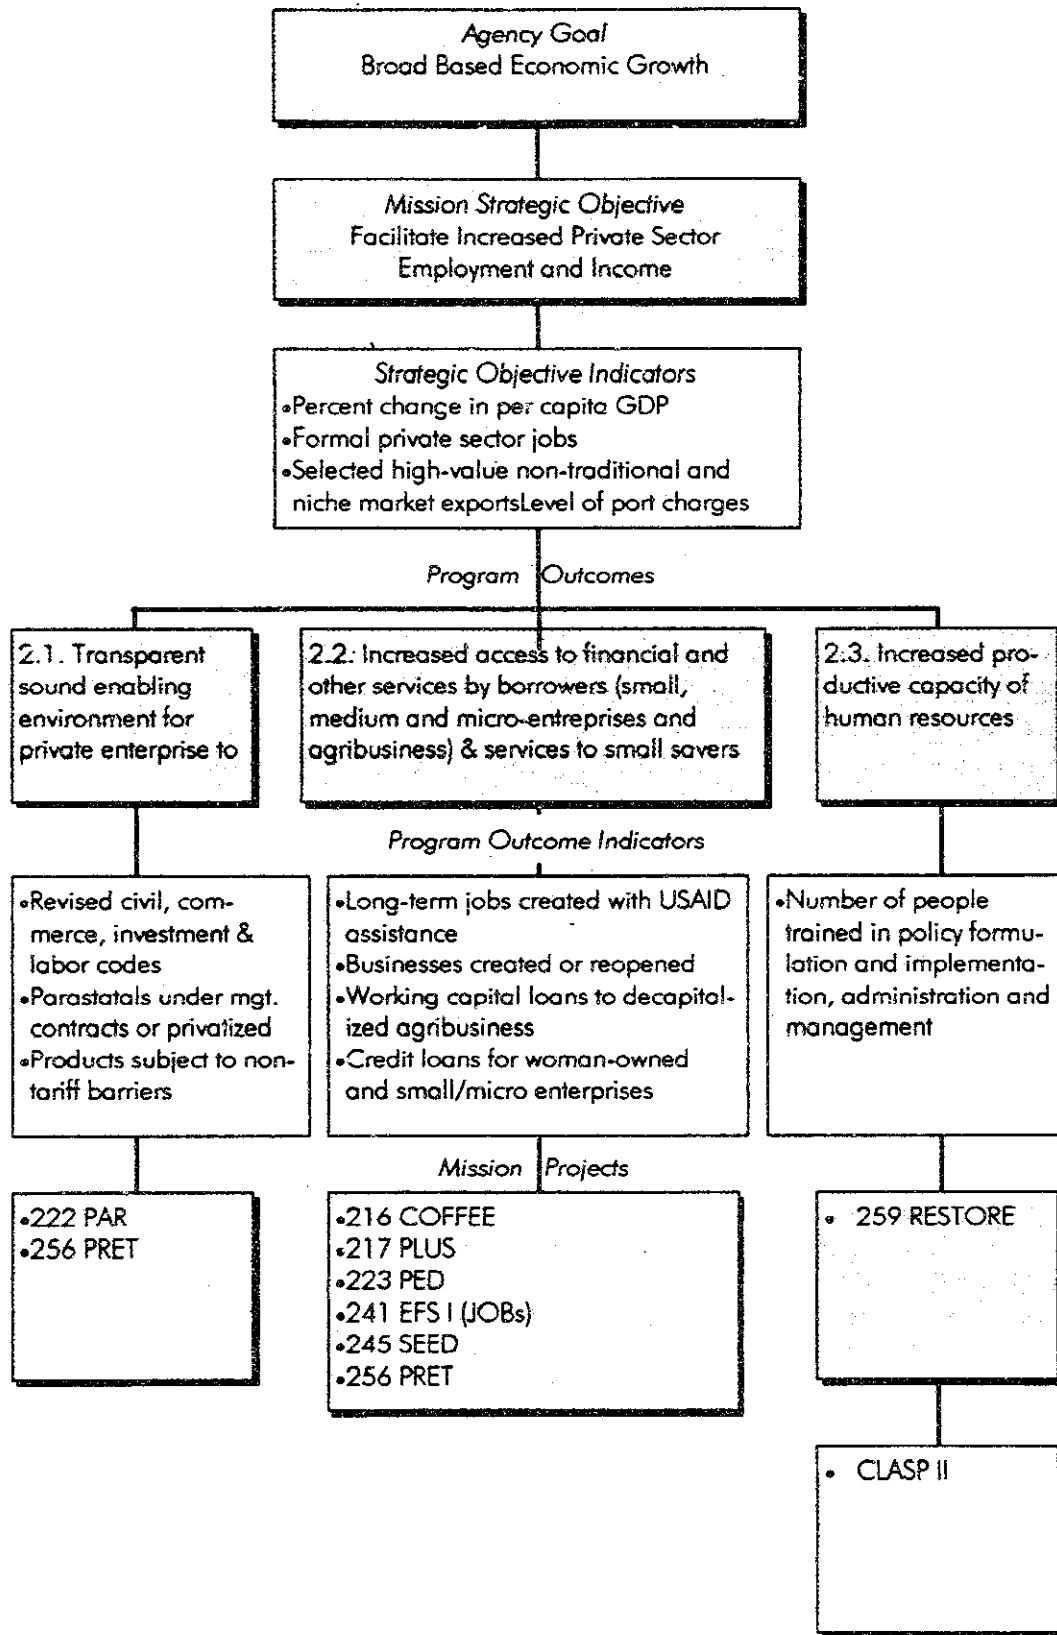 Agency Goal
Broad Based Economic Growth
Mission Strategic Objective
Facilitate Increased Private Sector
Employment and Income
Strategic Objective Indicators
•Percent change in per capita GDP
•Formal private sector jobs
•Selected high-value non-traditional and
niche market exportsLevel of port charges
Program Outcomes
2.1. Transparent
sound enabling
environment for
private enterprise to
2.2. Increased access to financial and
other services by borrowers (small,
medium and micro-entreprises and
agribusiness) & services to small savers
2.3. Increased pro-
ductive capacity of
human resources
Program Outcome Indicators
•Revised civil, com-
merce, investment &
labor codes
•Parastatals under mgt.
contracts or privatized
•Products subject to non-
tariff barriers
•Long-term jobs created with USAID
assistance
•Businesses created or reopened
•Working capital loans to decapital-
ized agribusiness
•Credit loans for woman-owned
and small/micro enterprises
•Number of people
trained in policy formu-
lation and implementa-
tion, administration and
management
Mission Projects
•222 PAR
•256 PRET
•216 COFFEE
•217 PLUS
•223 PED
•241 EFS I (JOBs)
•245 SEED
•256 PRET
• 259 RESTORE
• CLASP II